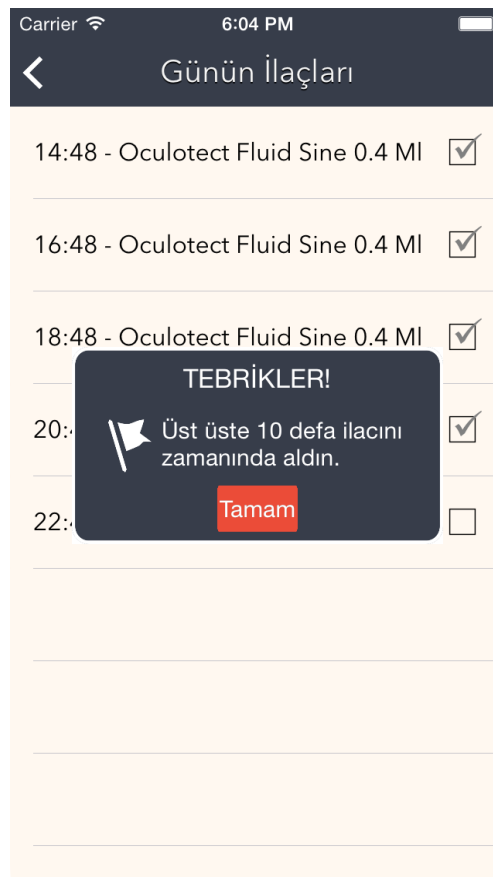 Carrier
6:04 PM
Günün İlaçları
14:48 - Oculotect Fluid Sine 0.4 Ml
16:48 - Oculotect Fluid Sine 0.4 Ml
18:48 - Oculotect Fluid Sine 0.4 Ml
TEBRİKLER!
20:
Üst üste 10 defa ilacını
zamanında aldın.
Tamam
22: